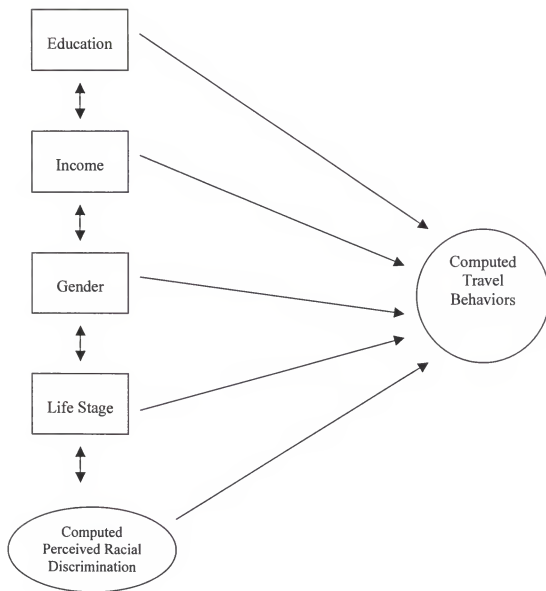 Education
Income
Gender
Life Stage
Computed
Perceived Racial
Discrimination
Computed
Travel
Behaviors